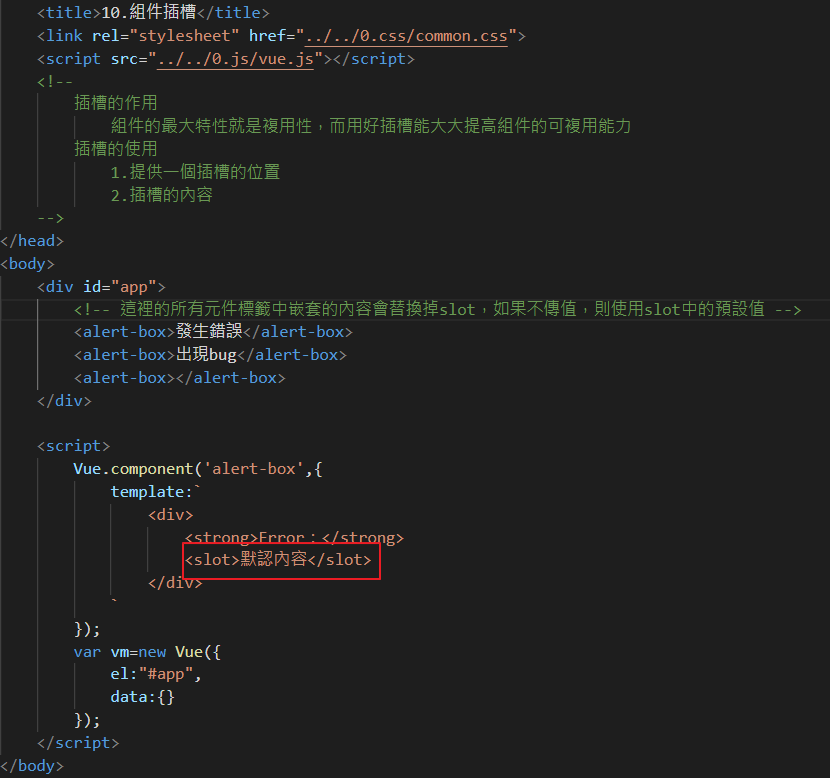 <title>10.組件插槽</title>
<link rel="stylesheet" href="../../0.css/common.css">
<script src="../../0.js/vue.js"></script>
<!--
插槽的作用
組件的最大特性就是複用性，而用好插槽能大大提高組件的可複用能力
插槽的使用
1.提供一個插槽的位置
2.插槽的內容
-->
</head>
<body>
<div id="app">
<!-- 這裡的所有元件標籤中嵌套的內容會替換掉slot，如果不傳值，則使用slot中的預設值 -->
<alert-box>發生錯誤</alert-box>
<alert-box>出現bug</alert-box>
<alert-box></alert-box>
</div>
<script>
Vue.component('alert-box',{
template:`
<div>
<strong>Error：</strong>
<slot>默認內容</slot>
</div>
`
});
var vm=new Vue({
el:"#app",
data:{}
});
</script>
</body>